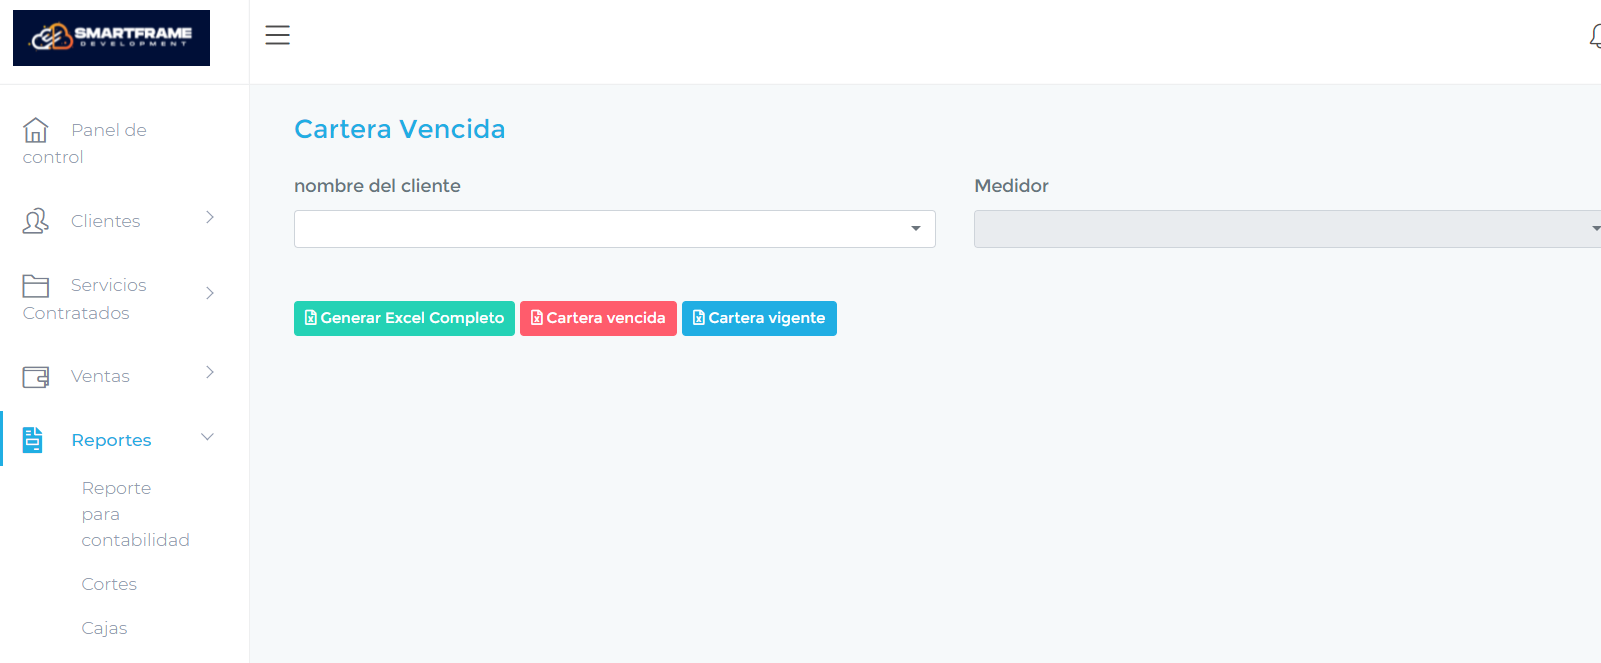 SMARTFRAME
DEVELOPMENT
Panel de
control
Clientes
Servicios
Contratados
Ventas
Reportes
Reporte
para
contabilidad
Cortes
Cajas
Cartera Vencida
nombre del cliente
Medidor
Generar Excel Completo
Cartera vencida
Cartera vigente